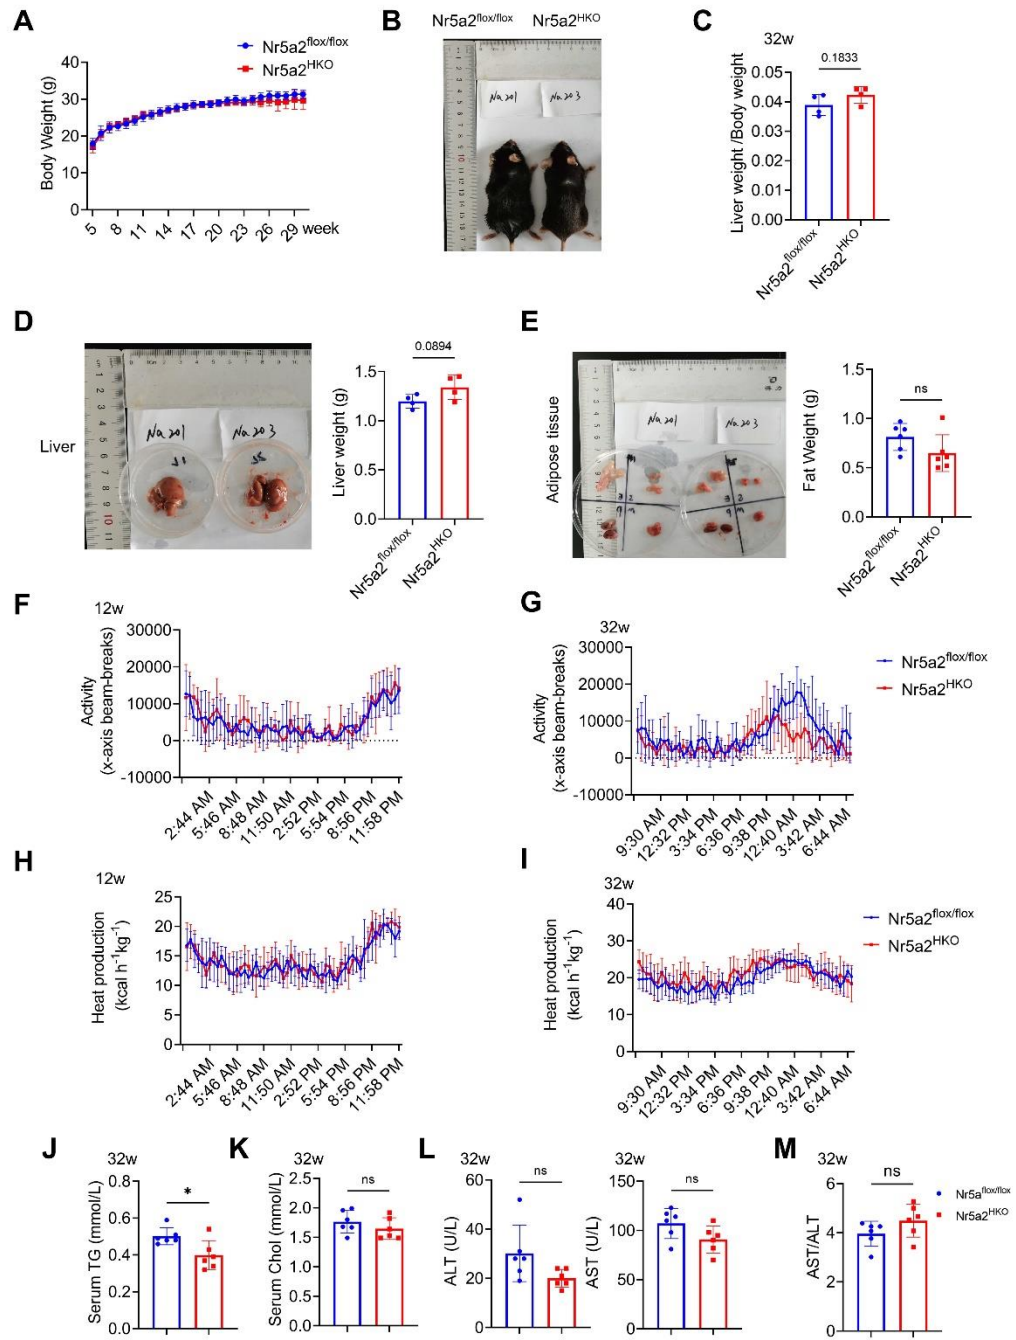 A
Nr5a2flox/flox
Nr5a2HKO
Body Weight (g)
40
30
20
10
0
5 8 11 14 17 20 23 26 29 week
B
Nr5a2flox/flox Nr5a2HKO
No 201 No 203
C
32w
0.1833
Liver weight /Body weight
0.05
0.04
0.03
0.02
0.01
0.00
Nr5a2flox/flox
Nr5a2HKO
D
Liver
No 201 No 203
0.0894
Liver weight (g)
1.5
1.0
0.5
0.0
Nr5a2flox/flox
Nr5a2HKO
E
Adipose tissue
No 201 No 203
ns
Fat Weight (g)
1.5
1.0
0.5
0.0
Nr5a2flox/flox
Nr5a2HKO
F
12w
Activity
(x-axis beam-breaks)
30000
20000
10000
0
-10000
2:44 AM 5:46 AM 8:48 AM 11:50 AM 2:52 PM 5:54 PM 8:56 PM 11:58 PM
G
32w
Activity
(x-axis beam-breaks)
30000
20000
10000
0
-10000
9:30 AM 12:32 PM 3:34 PM 6:36 PM 9:38 PM 12:40 AM 3:42 AM 6:44 AM
Nr5a2flox/flox
Nr5a2HKO
H
12w
Heat production
(kcal h-1kg-1)
25
20
15
10
5
0
2:44 AM 5:46 AM 8:48 AM 11:50 AM 2:52 PM 5:54 PM 8:56 PM 11:58 PM
I
32w
Heat production
(kcal h-1kg-1)
40
30
20
10
0
9:30 AM 12:32 PM 3:34 PM 6:36 PM 9:38 PM 12:40 AM 3:42 AM 6:44 AM
Nr5a2flox/flox
Nr5a2HKO
J
32w
*
Serum TG (mmol/L)
0.8
0.6
0.4
0.2
0.0
K
32w
ns
Serum Chol (mmol/L)
2.5
2.0
1.5
1.0
0.5
0.0
L
32w
ns
ALT (U/L)
60
40
20
0
32w
ns
AST (U/L)
150
100
50
0
M
32w
ns
AST/ALT
6
4
2
0
Nr5aflox/flox
Nr5a2HKO